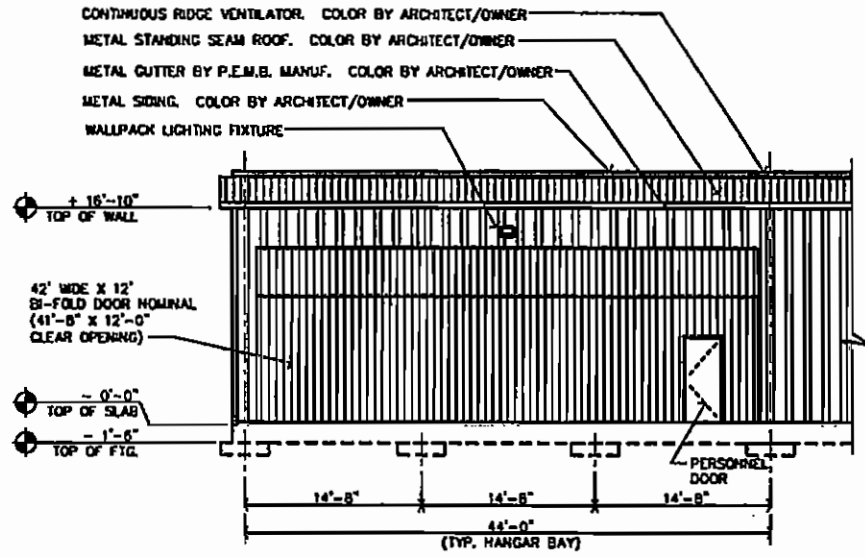 CONTINUOUS RIDGE VENTILATOR. COLOR BY ARCHITECT/OWNER
METAL STANDING SEAM ROOF. COLOR BY ARCHITECT/OWNER
METAL GUTTER BY P.E.M.B. MANUF. COLOR BY ARCHITECT/OWNER
METAL SIDING. COLOR BY ARCHITECT/OWNER
WALLPACK LIGHTING FIXTURE
+ 16'-10"
TOP OF WALL
42' WIDE X 12'
BI-FOLD DOOR NOMINAL
(41'-8" X 12'-0"
CLEAR OPENING)
~ 0'-0"
TOP OF SLAB
- 1'-6"
TOP OF FTG.
PERSONNEL
DOOR
14'-8" 14'-8" 14'-8"
44'-0"
(TYP. HANGAR BAY)